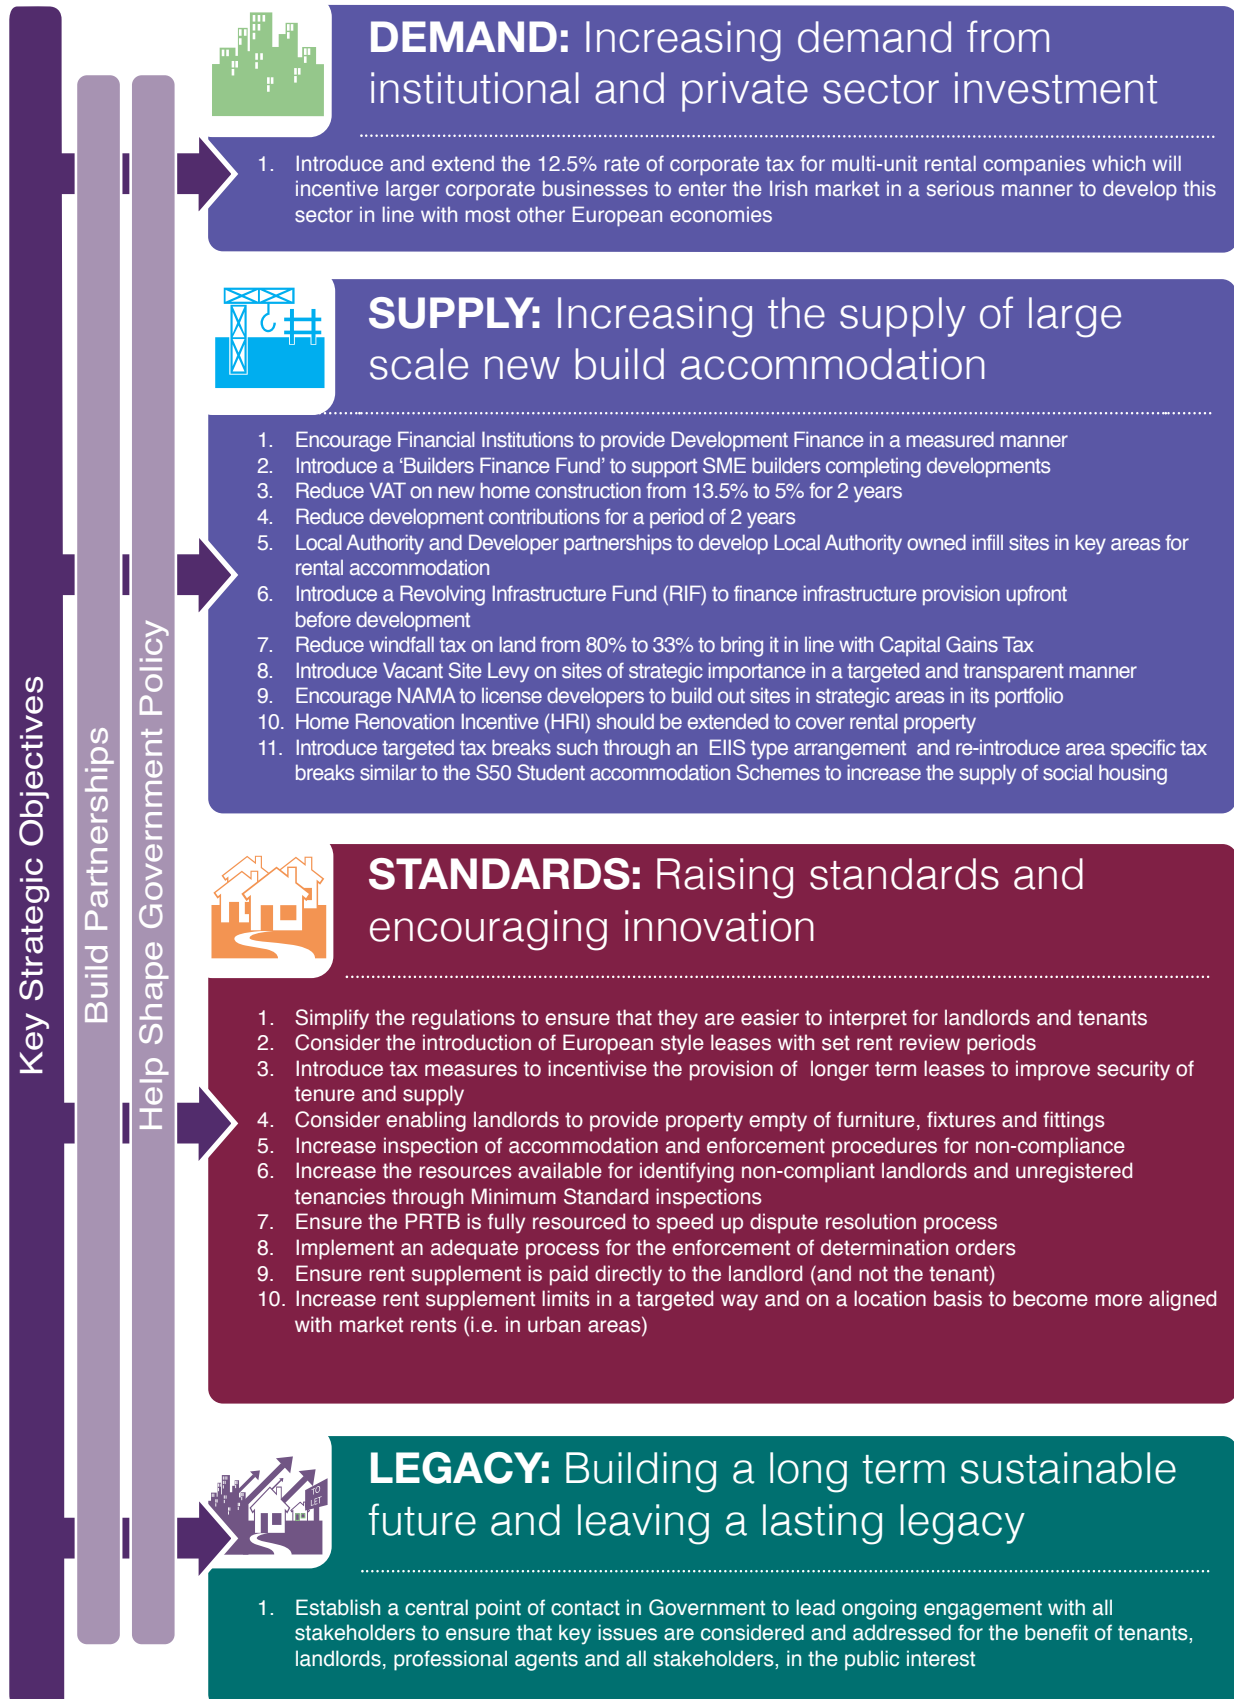 Key Strategic Objectives
Build Partnerships
Help Shape Government Policy
DEMAND: Increasing demand from
institutional and private sector investment
1. Introduce and extend the 12.5% rate of corporate tax for multi-unit rental companies which will
incentive larger corporate businesses to enter the Irish market in a serious manner to develop this
sector in line with most other European economies
SUPPLY: Increasing the supply of large
scale new build accommodation
1. Encourage Financial Institutions to provide Development Finance in a measured manner
2. Introduce a ‘Builders Finance Fund’ to support SME builders completing developments
3. Reduce VAT on new home construction from 13.5% to 5% for 2 years
4. Reduce development contributions for a period of 2 years
5. Local Authority and Developer partnerships to develop Local Authority owned infill sites in key areas for
rental accommodation
6. Introduce a Revolving Infrastructure Fund (RIF) to finance infrastructure provision upfront
before development
7. Reduce windfall tax on land from 80% to 33% to bring it in line with Capital Gains Tax
8. Introduce Vacant Site Levy on sites of strategic importance in a targeted and transparent manner
9. Encourage NAMA to license developers to build out sites in strategic areas in its portfolio
10. Home Renovation Incentive (HRI) should be extended to cover rental property
11. Introduce targeted tax breaks such through an EIIS type arrangement and re-introduce area specific tax
breaks similar to the S50 Student accommodation Schemes to increase the supply of social housing
STANDARDS: Raising standards and
encouraging innovation
1. Simplify the regulations to ensure that they are easier to interpret for landlords and tenants
2. Consider the introduction of European style leases with set rent review periods
3. Introduce tax measures to incentivise the provision of longer term leases to improve security of
tenure and supply
4. Consider enabling landlords to provide property empty of furniture, fixtures and fittings
5. Increase inspection of accommodation and enforcement procedures for non-compliance
6. Increase the resources available for identifying non-compliant landlords and unregistered
tenancies through Minimum Standard inspections
7. Ensure the PRTB is fully resourced to speed up dispute resolution process
8. Implement an adequate process for the enforcement of determination orders
9. Ensure rent supplement is paid directly to the landlord (and not the tenant)
10. Increase rent supplement limits in a targeted way and on a location basis to become more aligned
with market rents (i.e. in urban areas)
TO
LET
LEGACY: Building a long term sustainable
future and leaving a lasting legacy
1. Establish a central point of contact in Government to lead ongoing engagement with all
stakeholders to ensure that key issues are considered and addressed for the benefit of tenants,
landlords, professional agents and all stakeholders, in the public interest